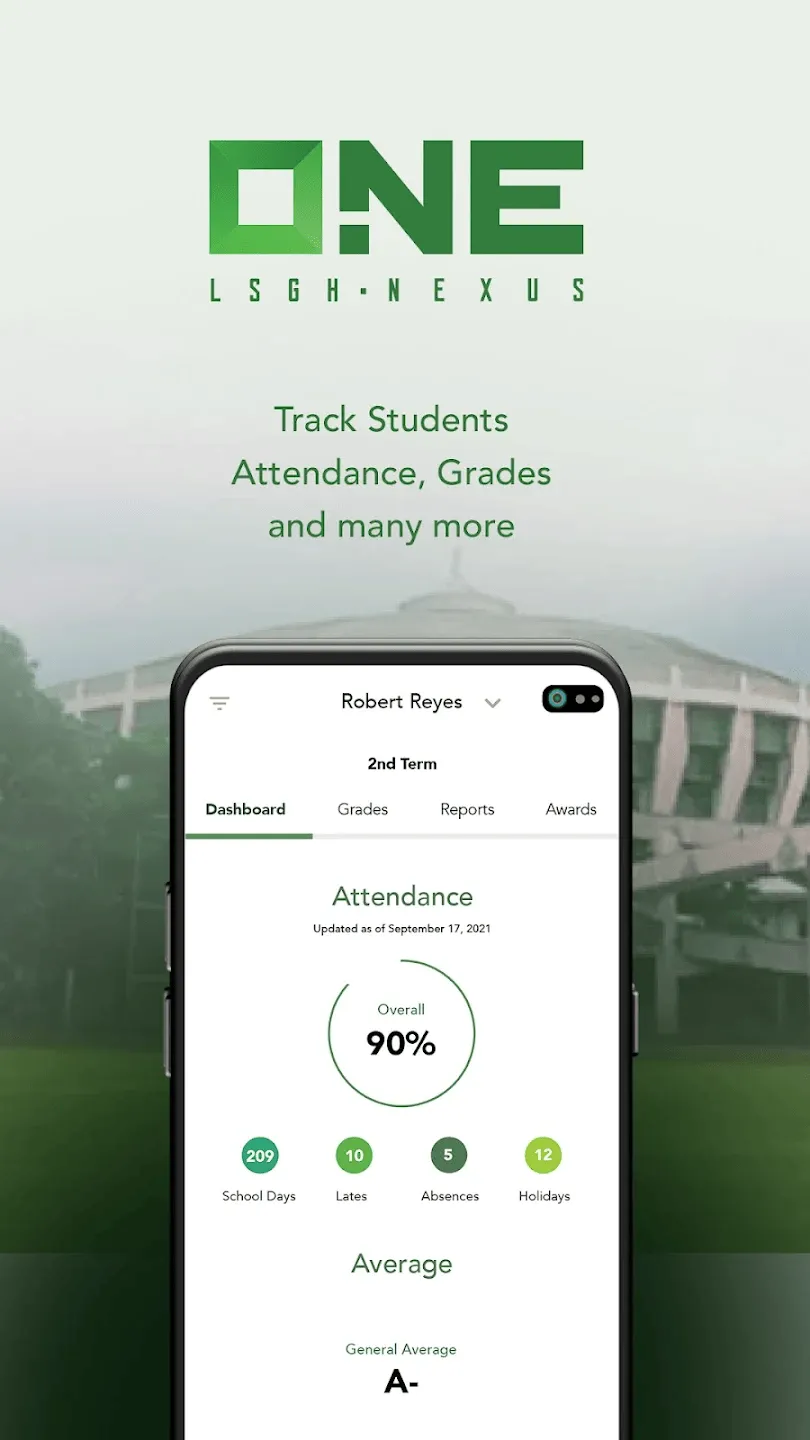 ONE
LSGH·NEXUS
Track Students
Attendance, Grades
and many more
Robert Reyes
2nd Term
Dashboard Grades Reports Awards
Attendance
Updated as of September 17, 2021
Overall
90%
209 10 5 12
School Days Lates Absences Holidays
Average
General Average
A-